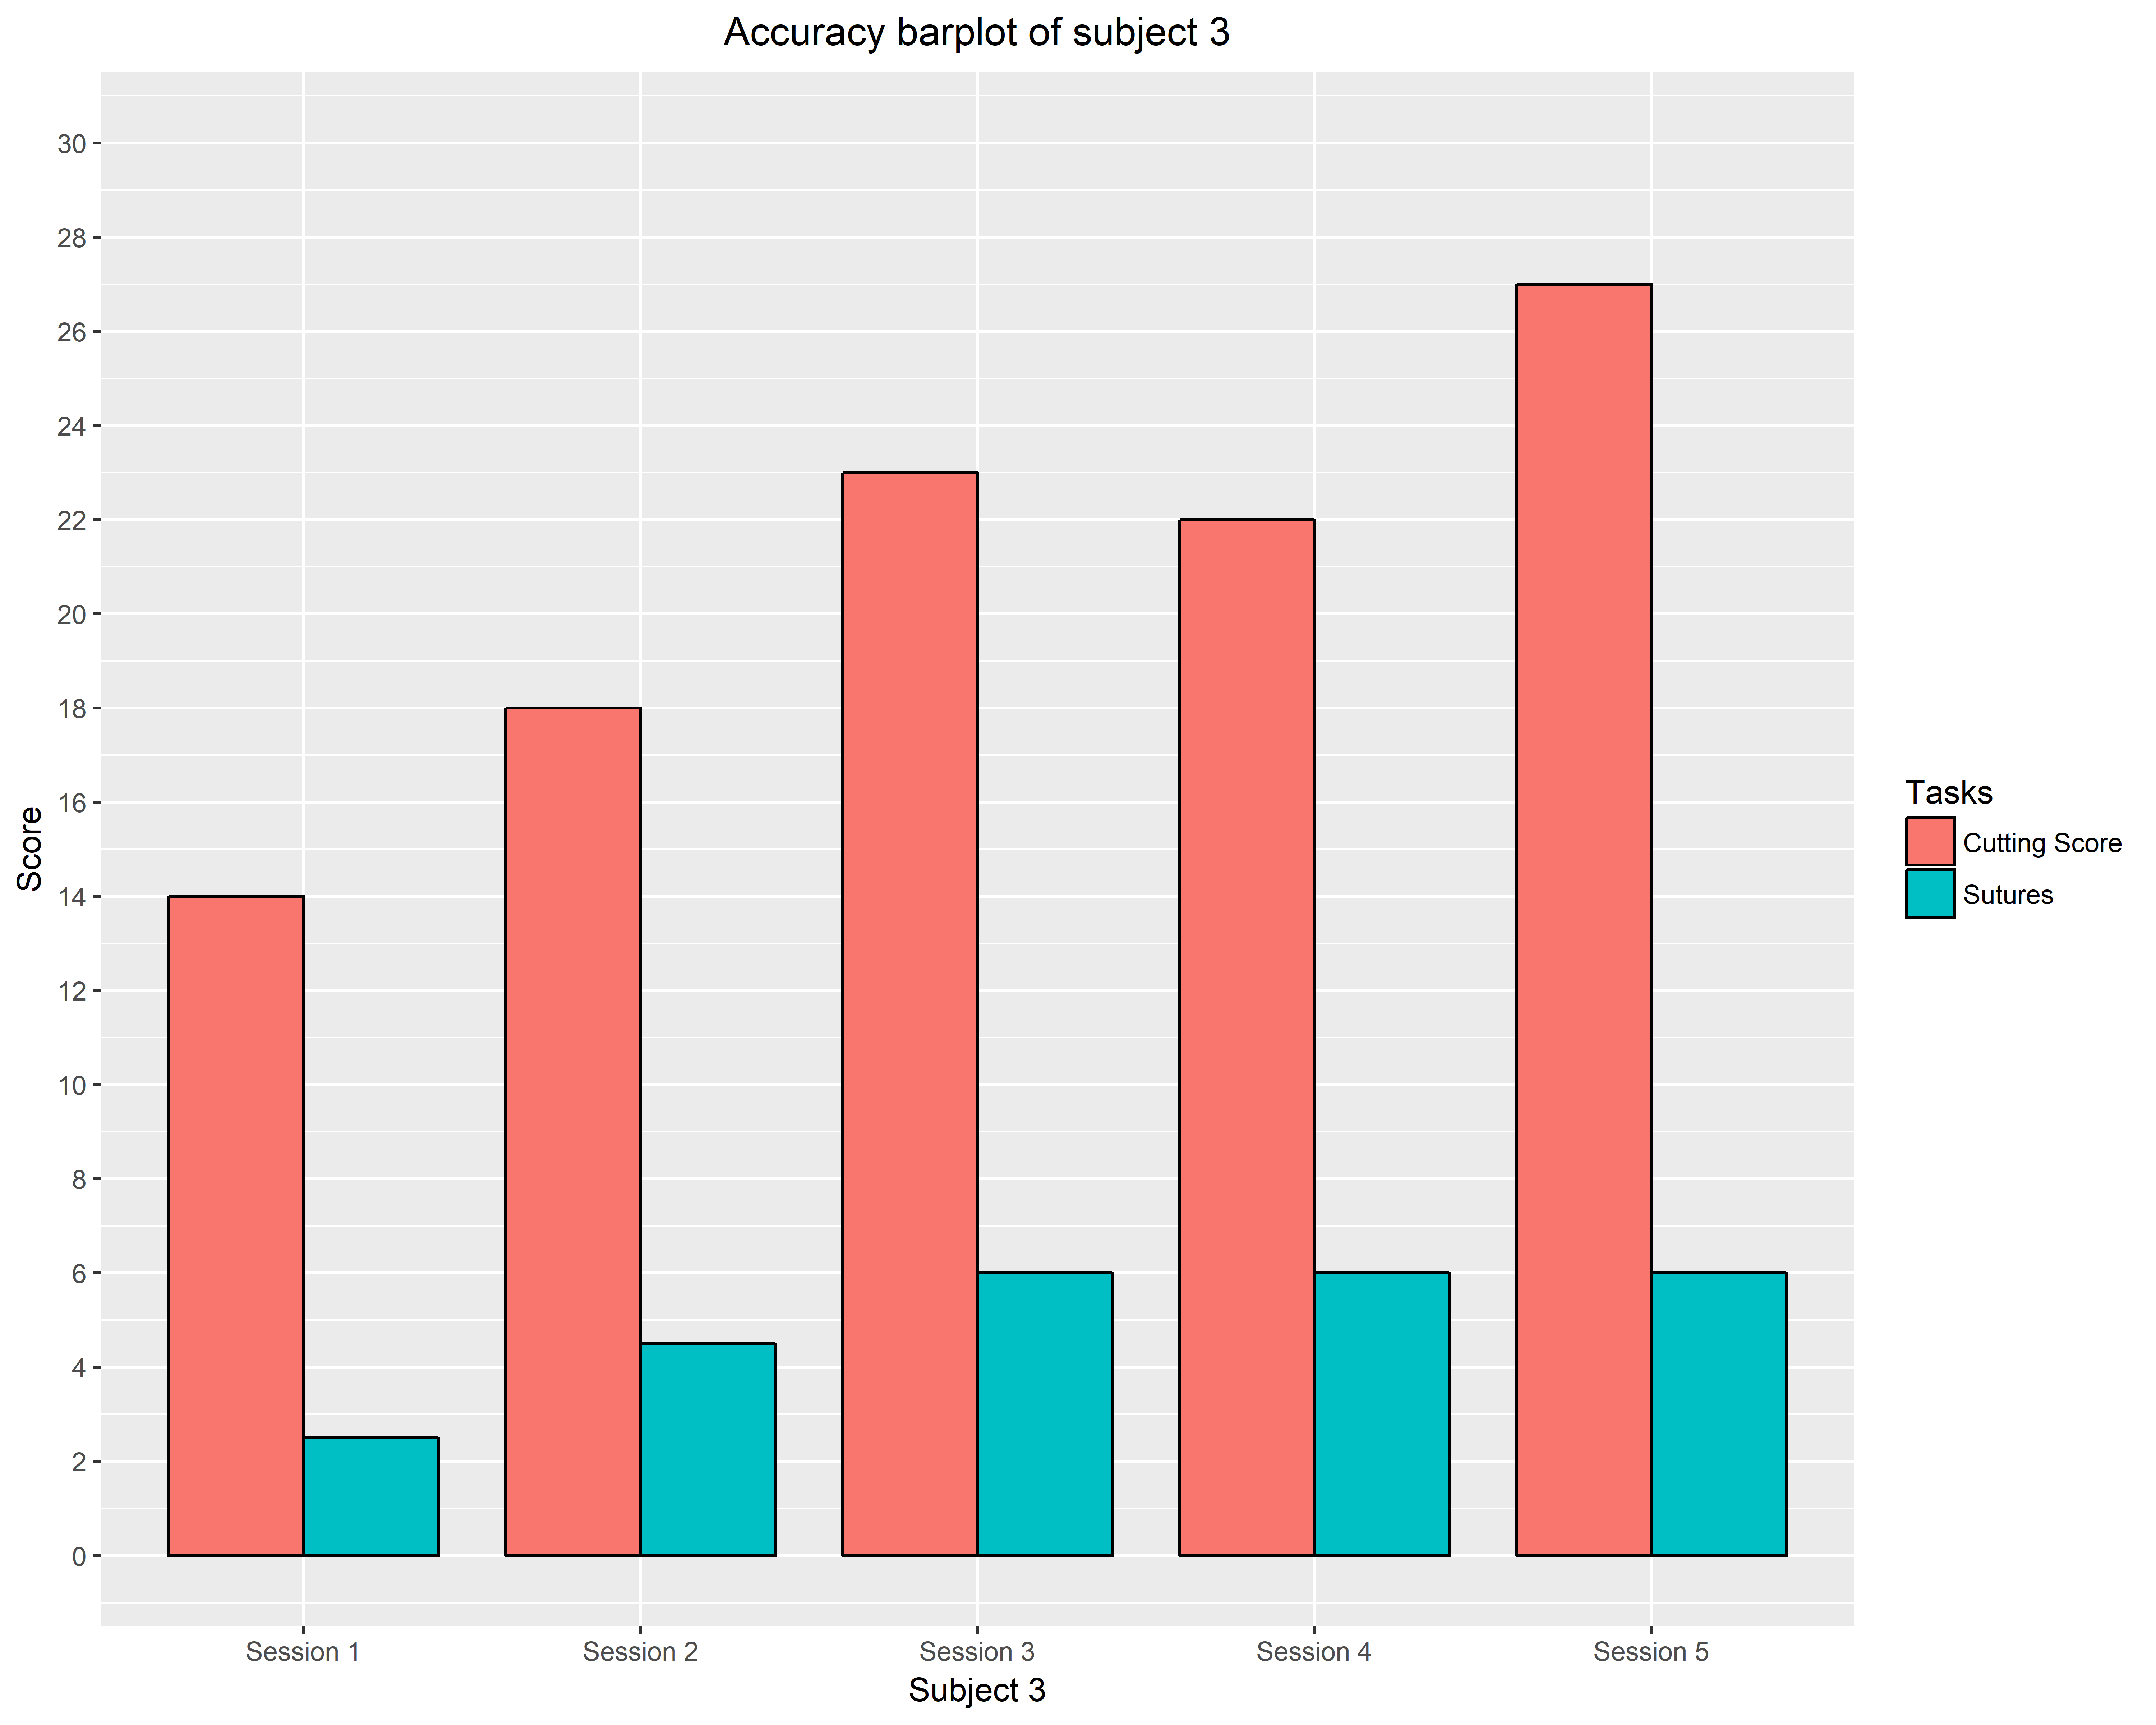 Accuracy barplot of subject 3
30
28
26
24
22
20
18
16
14
12
10
8
6
4
2
0
Score
Session 1
Session 2
Session 3
Session 4
Session 5
Subject 3
Tasks
Cutting Score
Sutures